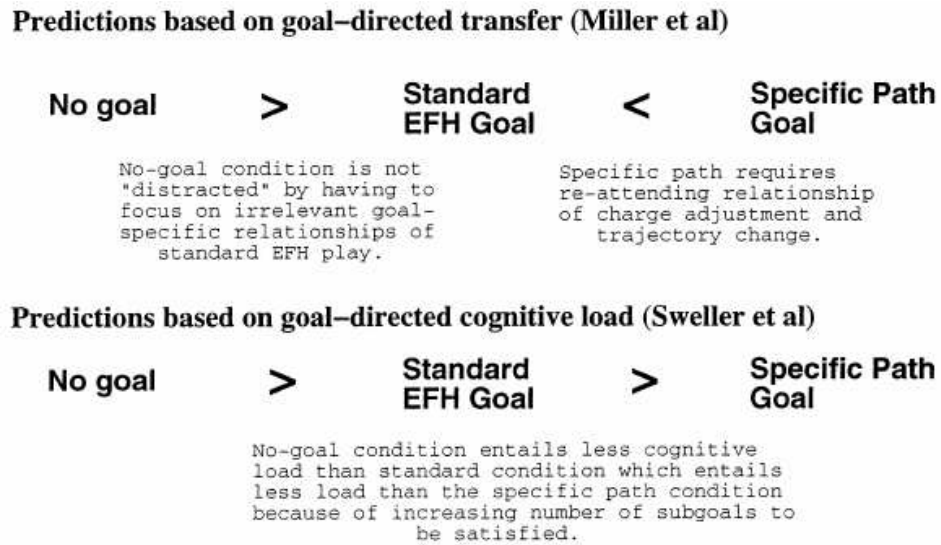 Predictions based on goal-directed transfer (Miller et al)
No goal > Standard EFH Goal < Specific Path Goal
No-goal condition is not
"distracted" by having to
focus on irrelevant goal-
specific relationships of
standard EFH play.
Specific path requires
re-attending relationship
of charge adjustment and
trajectory change.
Predictions based on goal-directed cognitive load (Sweller et al)
No goal > Standard EFH Goal > Specific Path Goal
No-goal condition entails less cognitive
load than standard condition which entails
less load than the specific path condition
because of increasing number of subgoals to
be satisfied.